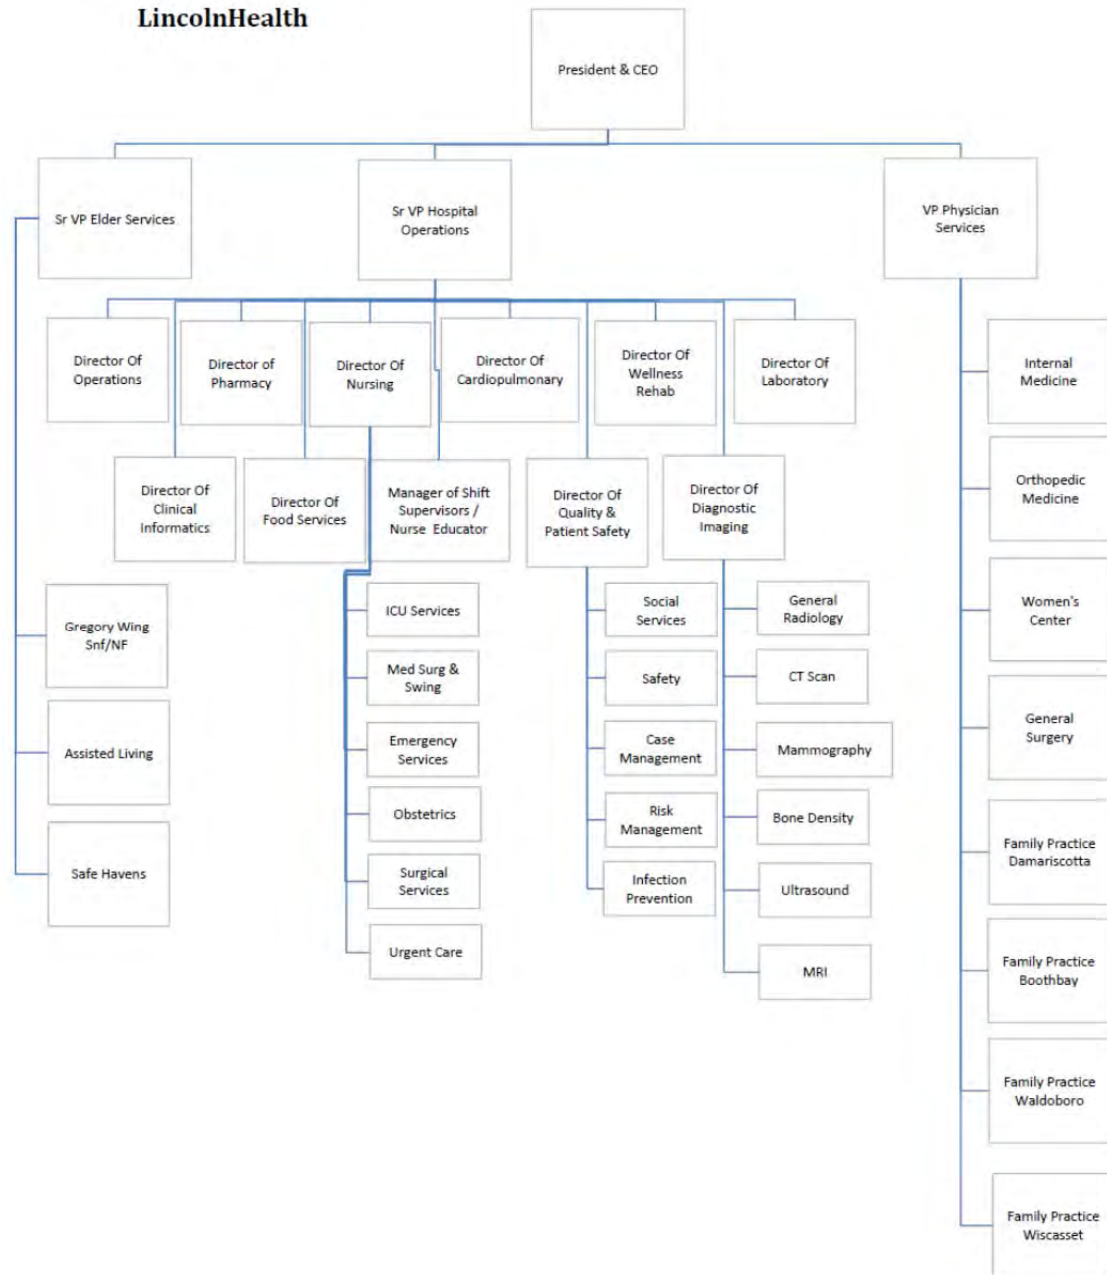 LincolnHealth
President & CEO
Sr VP Elder Services
Sr VP Hospital
Operations
VP Physician
Services
Director Of
Operations
Director of
Pharmacy
Director Of
Nursing
Director Of
Cardiopulmonary
Director Of
Wellness
Rehab
Director Of
Laboratory
Director Of
Clinical
Informatics
Director Of
Food Services
Manager of Shift
Supervisors /
Nurse Educator
Director Of
Quality &
Patient Safety
Director Of
Diagnostic
Imaging
Gregory Wing
Snf/NF
Assisted Living
Safe Havens
ICU Services
Med Surg &
Swing
Emergency
Services
Obstetrics
Surgical
Services
Urgent Care
Social
Services
Safety
Case
Management
Risk
Management
Infection
Prevention
General
Radiology
CT Scan
Mammography
Bone Density
Ultrasound
MRI
Internal
Medicine
Orthopedic
Medicine
Women's
Center
General
Surgery
Family Practice
Damariscotta
Family Practice
Boothbay
Family Practice
Waldoboro
Family Practice
Wiscasset